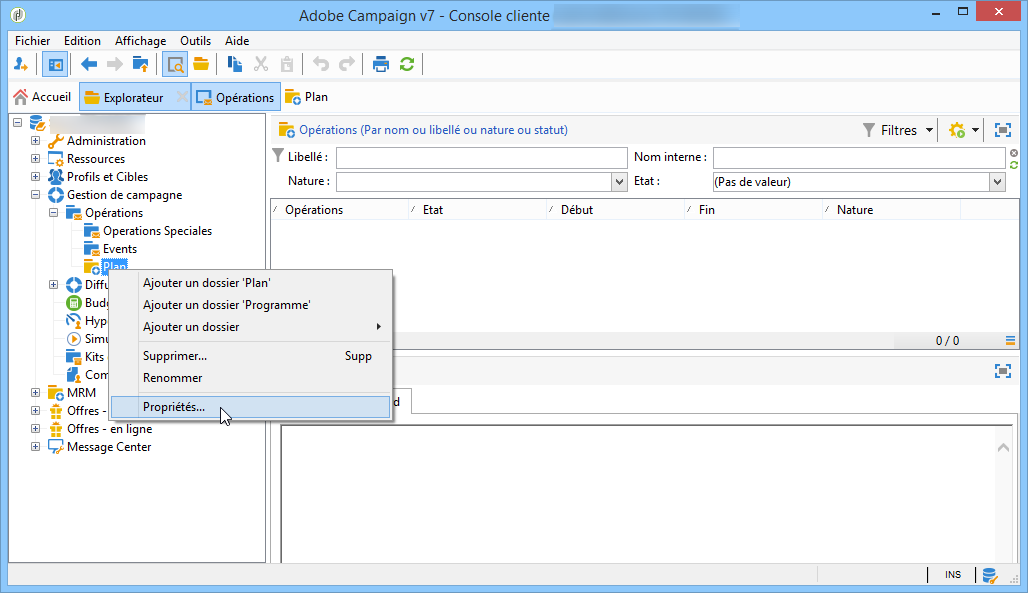 Adobe Campaign v7 - Console cliente
Fichier Edition Affichage Outils Aide
Accueil Explorateur Opérations Plan
Administration
Ressources
Profils et Cibles
Gestion de campagne
Opérations
Operations Speciales
Events
Plan
Diffu
Budg
Hyp
Simu
Kits
Com
MRM
Offres -
Offres - en ligne
Message Center
Ajouter un dossier 'Plan'
Ajouter un dossier 'Programme'
Ajouter un dossier
Supprimer... Supp
Renommer
Propriétés...
Opérations (Par nom ou libellé ou nature ou statut) Filtres
Libellé : Nom interne :
Nature : Etat : (Pas de valeur)
Opérations Etat Début Fin Nature
0 / 0
d
INS